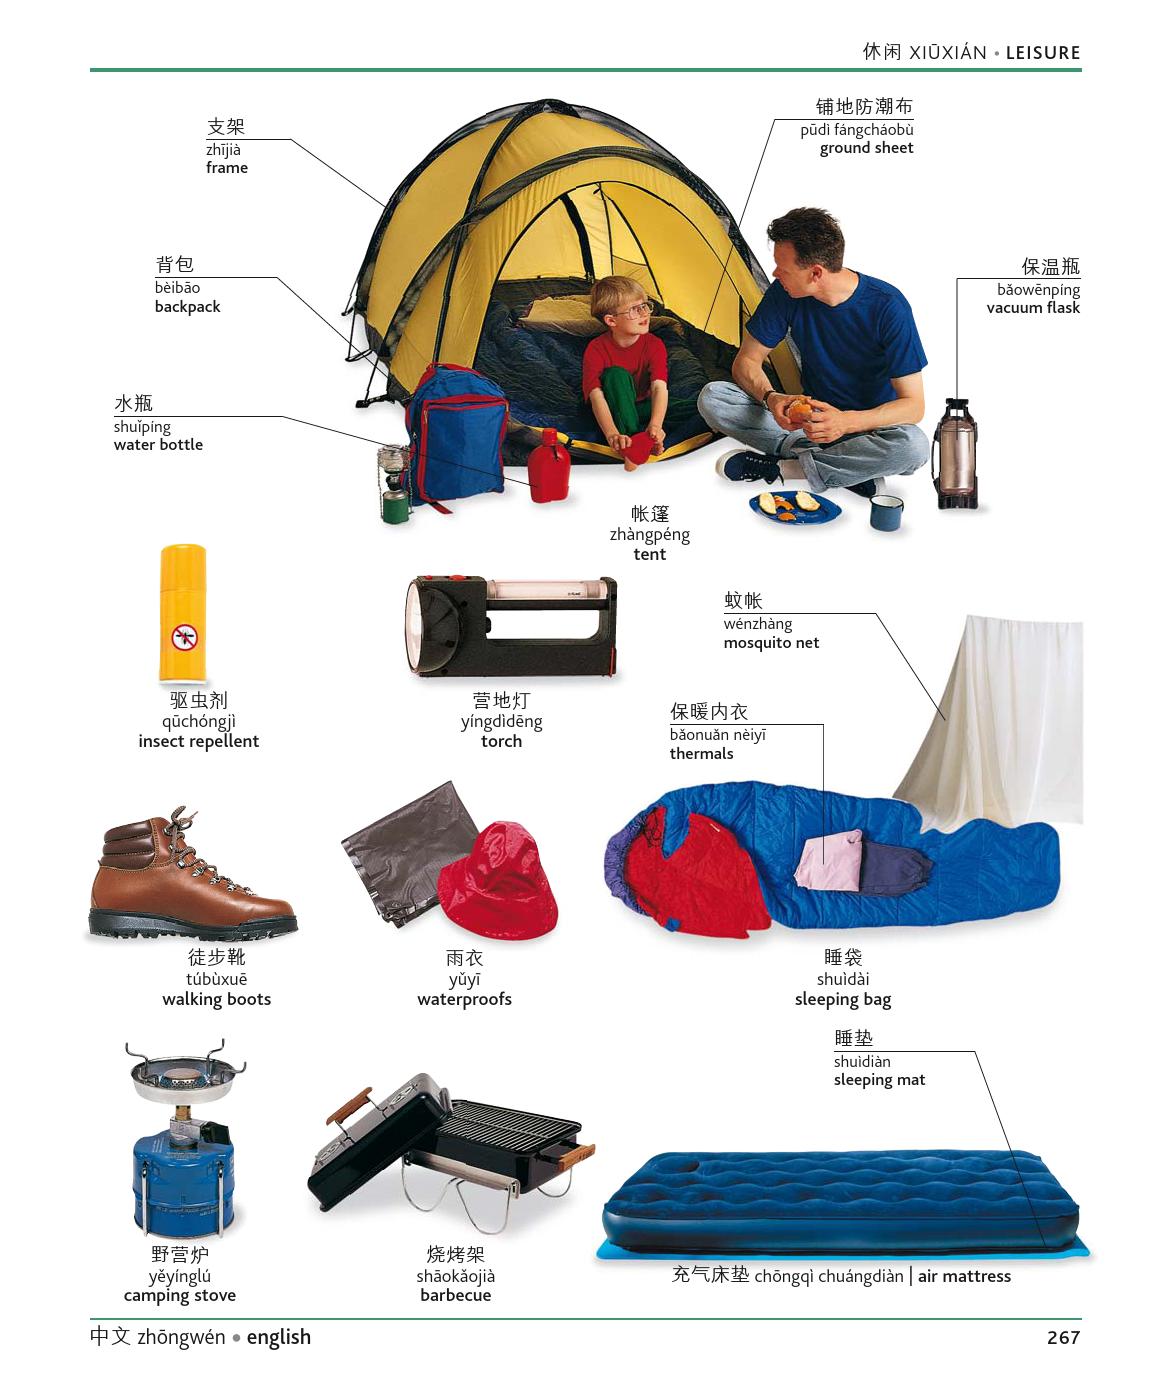 休闲 XIŪXIÁN • LEISURE
支架
zhījià
frame
铺地防潮布
pūdì fángcháobù
ground sheet
背包
bèibāo
backpack
保温瓶
bǎowēnpíng
vacuum flask
水瓶
shuǐpíng
water bottle
帐篷
zhàngpéng
tent
驱虫剂
qūchóngjì
insect repellent
营地灯
yíngdìdēng
torch
蚊帐
wénzhàng
mosquito net
保暖内衣
bǎonuǎn nèiyī
thermals
徒步靴
túbùxuē
walking boots
雨衣
yǔyī
waterproofs
睡袋
shuìdài
sleeping bag
睡垫
shuìdiàn
sleeping mat
野营炉
yěyínglú
camping stove
烧烤架
shāokǎojià
barbecue
充气床垫 chōngqì chuángdiàn | air mattress
中文 zhōngwén • english
267